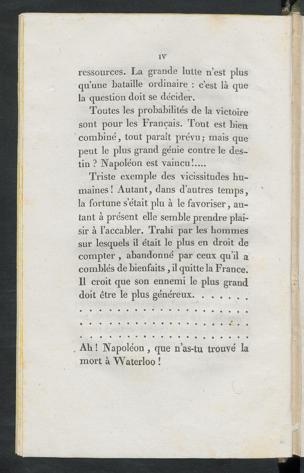 IV
ressources. La grande lutte n'est plus
qu'une bataille ordinaire : c'est là que
la question doit se décider.
Toutes les probabilités de la victoire
sont pour les Français. Tout est bien
combiné, tout paraît prévu; mais que
peut le plus grand génie contre le des-
tin ? Napoléon est vaincu!....
Triste exemple des vicissitudes hu-
maines! Autant, dans d'autres temps,
la fortune s'était plu à le favoriser, au-
tant à présent elle semble prendre plai-
sir à l'accabler. Trahi par les hommes
sur lesquels il était le plus en droit de
compter, abandonné par ceux qu'il a
comblés de bienfaits, il quitte la France.
Il croit que son ennemi le plus grand
doit être le plus généreux. . . . . . .
. . . . . . . . . . . . . . . . . .
. . . . . . . . . . . . . . . . . .
. . . . . . . . . . . . . . . . . .
Ah! Napoléon, que n'as-tu trouvé la
mort à Waterloo!